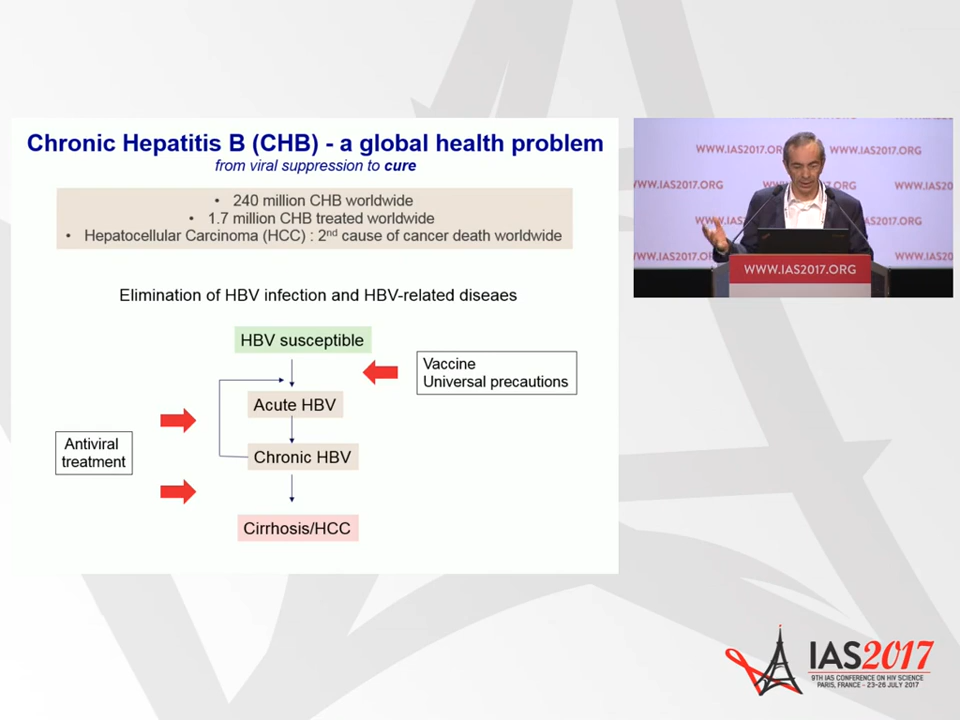 Chronic Hepatitis B (CHB) - a global health problem
from viral suppression to cure
• 240 million CHB worldwide
• 1.7 million CHB treated worldwide
• Hepatocellular Carcinoma (HCC) : 2nd cause of cancer death worldwide
Elimination of HBV infection and HBV-related diseaes
HBV susceptible
Vaccine
Universal precautions
Acute HBV
Antiviral
treatment
Chronic HBV
Cirrhosis/HCC
WWW.IAS2017.ORG
WWW.IAS2017.ORG
WWW.IAS2017.ORG
WWW.IAS2017.ORG
IAS2017.ORG
WWW.IAS2017.ORG
WWW.IAS2017.ORG
IAS2017
9TH IAS CONFERENCE ON HIV SCIENCE
PARIS, FRANCE - 23-26 JULY 2017